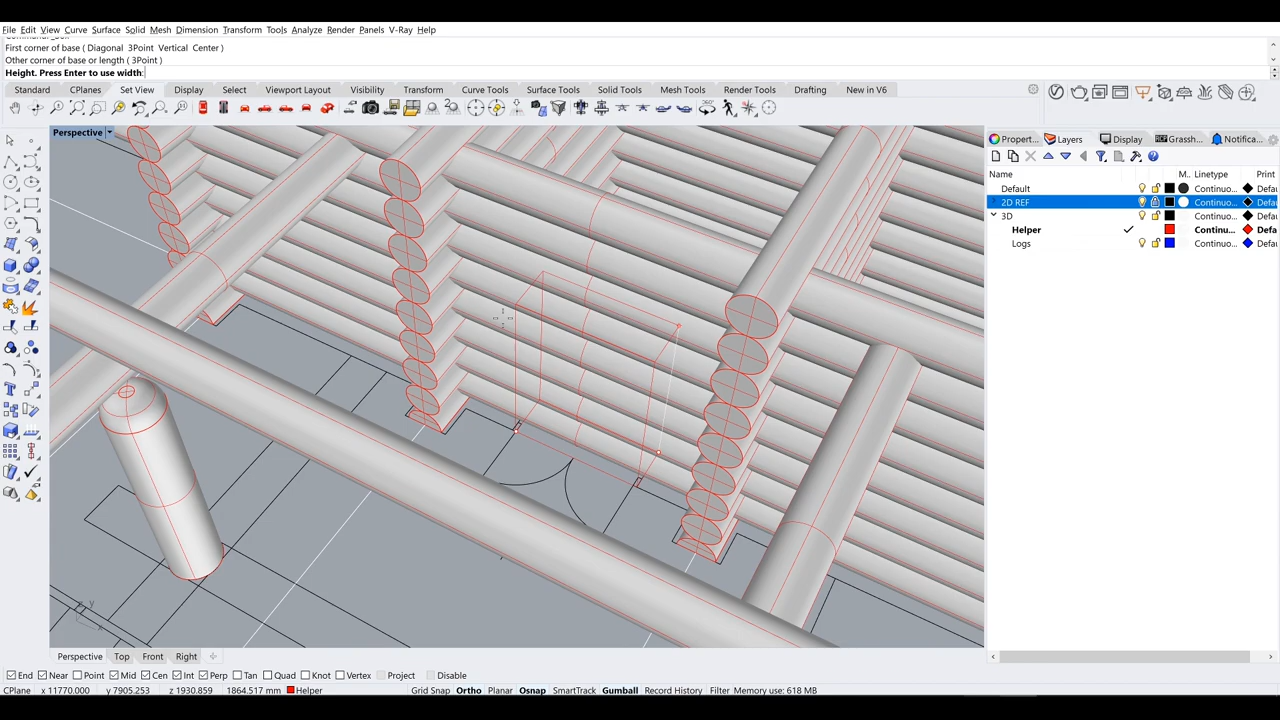 File Edit View Curve Surface Solid Mesh Dimension Transform Tools Analyze Render Panels V-Ray Help
First corner of base ( Diagonal 3Point Vertical Center )
Other corner of base or length ( 3Point )
Height. Press Enter to use width:
Standard CPlanes Set View Display Select Viewport Layout Visibility Transform Curve Tools Surface Tools Solid Tools Mesh Tools Render Tools Drafting New in V6
Perspective
Propert... Layers Display Grassh... Notifica...
Name M.. Linetype Print
Default Continuo... Defau
2D REF Continuo... Defau
3D Continuo... Defau
Helper Continu... Defa
Logs Continuo... Defau
z y
x
Perspective Top Front Right
End Near Point Mid Cen Int Perp Tan Quad Knot Vertex Project Disable
CPlane x 11770.000 y 7905.253 z 1930.859 1864.517 mm Helper Grid Snap Ortho Planar Osnap SmartTrack Gumball Record History Filter Memory use: 618 MB